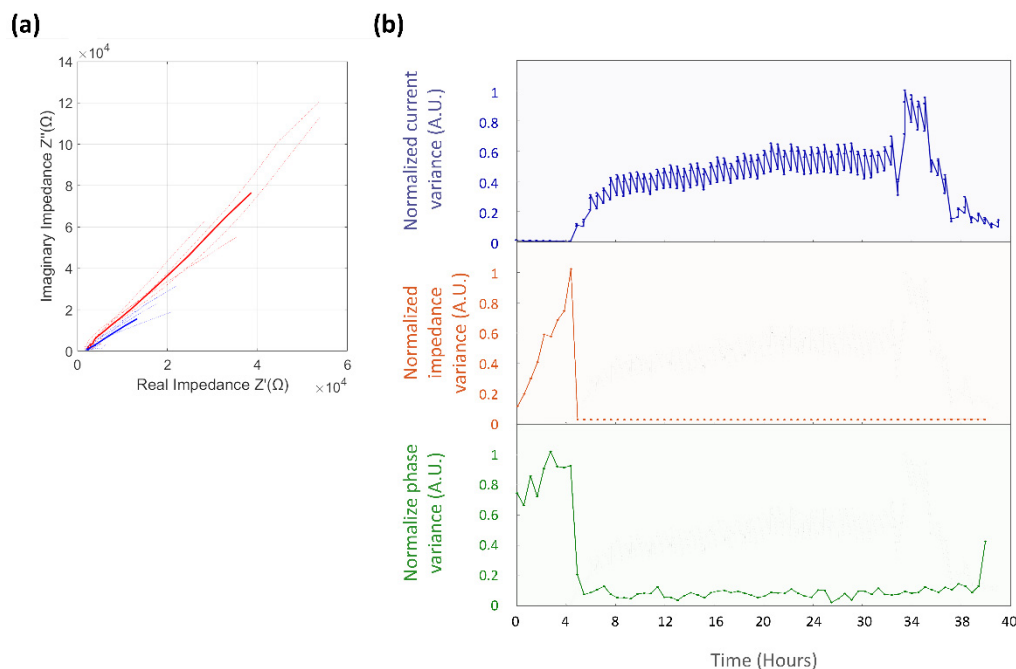 (a)
×10⁴
14
12
10
8
6
4
2
0
Imaginary Impedance Z''(Ω)
0
2
4
6
Real Impedance Z'(Ω)
×10⁴
(b)
Normalized current
variance (A.U.)
1
0.8
0.6
0.4
0.2
0
Normalized
impedance
variance (A.U.)
1
0.8
0.6
0.4
0.2
0
Normalize phase
variance (A.U.)
1
0.8
0.6
0.4
0.2
0
0 4 8 12 16 20 24 28 34 40 40
Time (Hours)